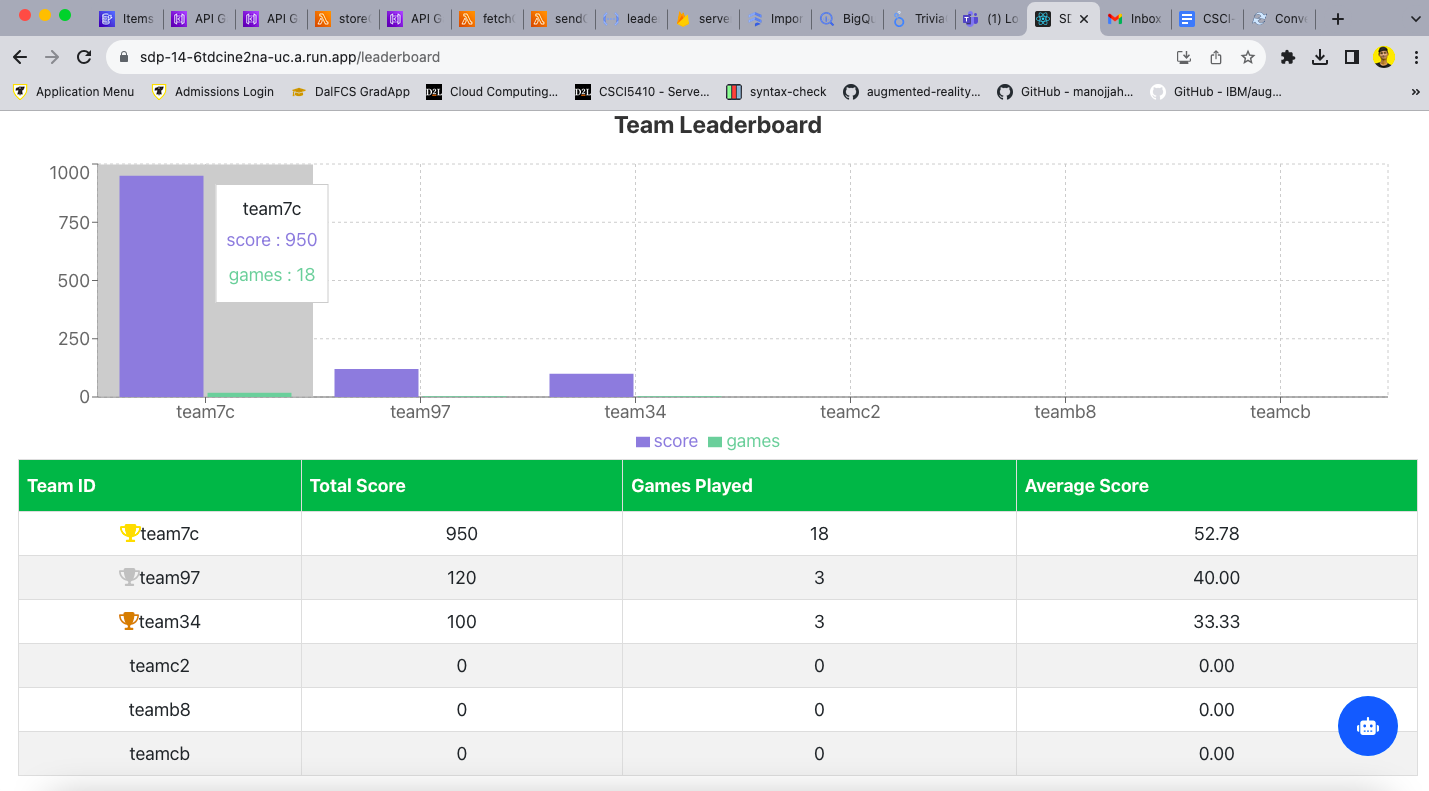 Items API G API G store fetch send leade serve Impor BigQu Trivia (1) Lo SD Inbox CSCI- Conve
sdp-14-6tdcine2na-uc.a.run.app/leaderboard
Application Menu Admissions Login DalFCS GradApp D2L Cloud Computing... D2L CSCI5410 - Serve... syntax-check augmented-reality... GitHub - manojjah... GitHub - IBM/aug... »
Team Leaderboard
1000
750
500
250
0
team7c
score : 950
games : 18
team7c team97 team34 teamc2 teamb8 teamcb
score games
Team ID Total Score Games Played Average Score
team7c 950 18 52.78
team97 120 3 40.00
team34 100 3 33.33
teamc2 0 0 0.00
teamb8 0 0 0.00
teamcb 0 0 0.00